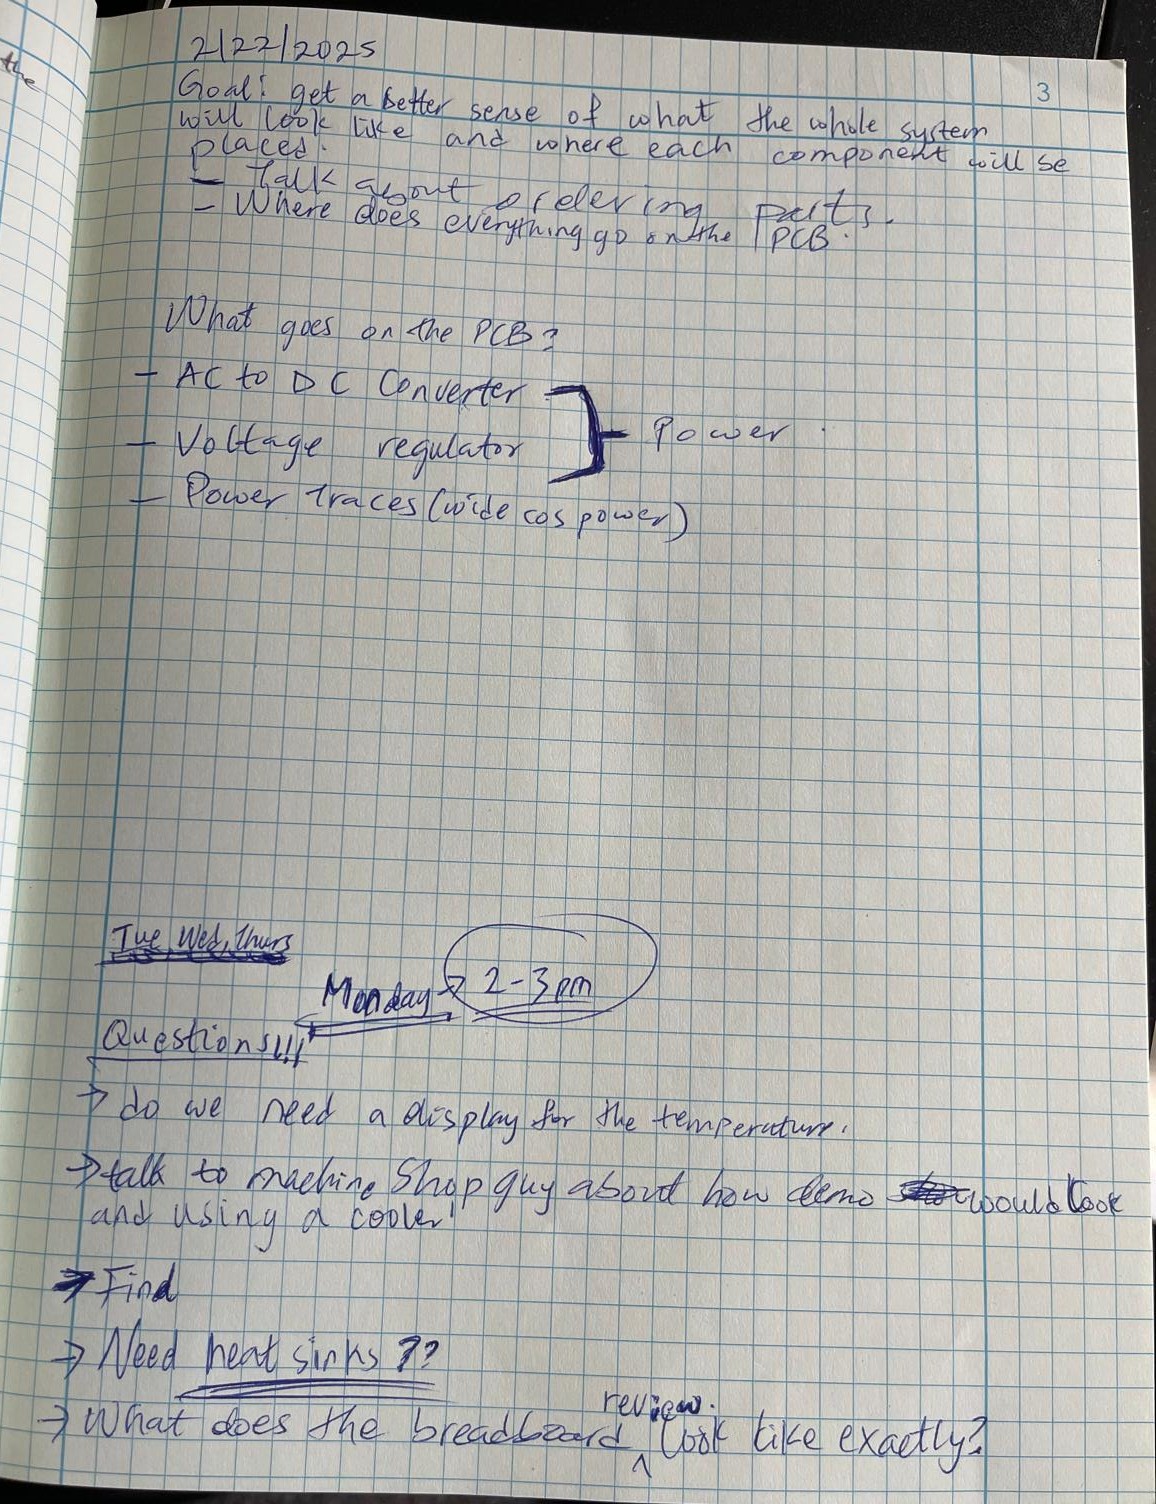 the
2/22/2025
3
Goal: get a better sense of what the whole system
will look like and where each component will be
placed.
- Talk about ordering parts.
- Where does everything go on the PCB.
What goes on the PCB?
- AC to DC Converter
- Voltage regulator
Power
- Power traces (wide cos power)
Tue, Wed, Thurs
Monday → 2-3pm
Questions!!!
→ do we need a display for the temperature.
→ talk to machine Shop guy about how demo would look
and using a cooler!
→ Find
→ Need heat sinks ??
review.
→ What does the breadboard ^ look like exactly?